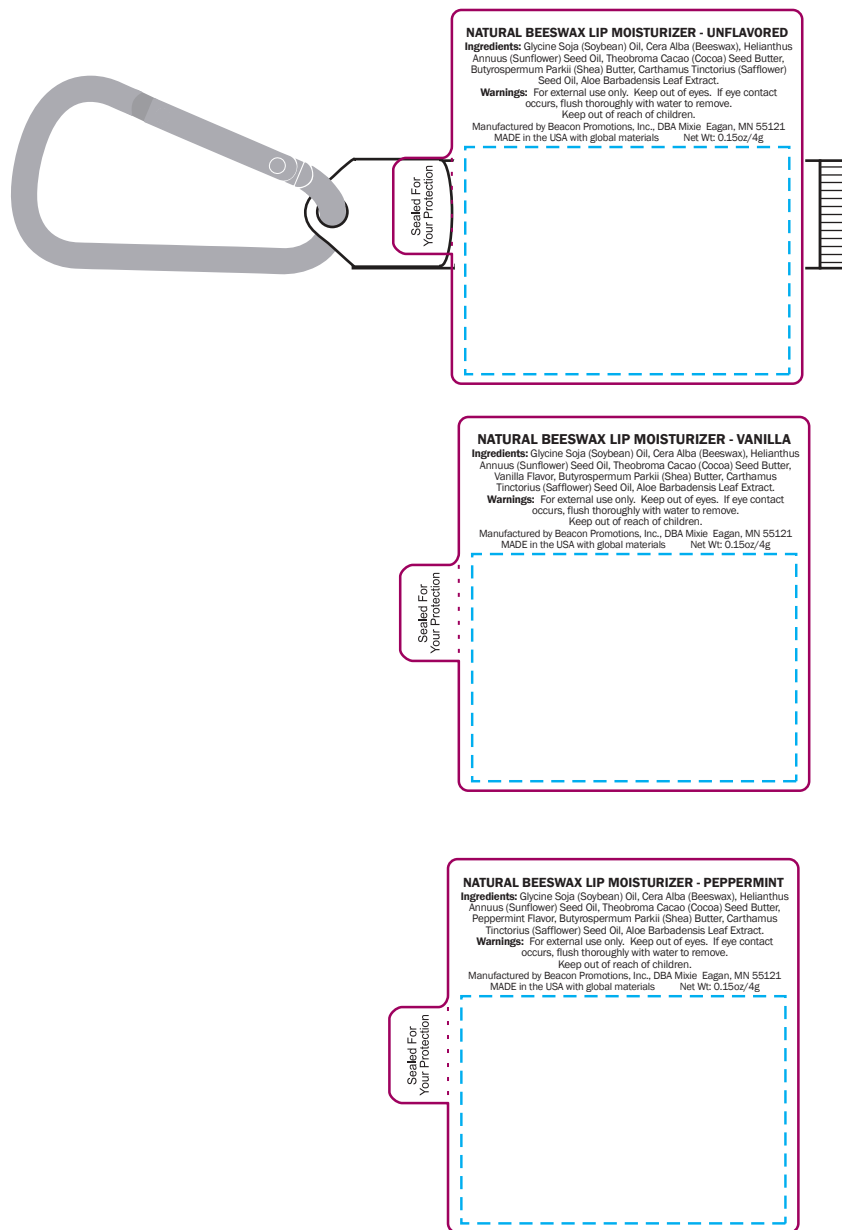 NATURAL BEESWAX LIP MOISTURIZER - UNFLAVORED
Ingredients: Glycine Soja (Soybean) Oil, Cera Alba (Beeswax), Helianthus
Annuus (Sunflower) Seed Oil, Theobroma Cacao (Cocoa) Seed Butter,
Butyrospermum Parkii (Shea) Butter, Carthamus Tinctorius (Safflower)
Seed Oil, Aloe Barbadensis Leaf Extract.
Warnings: For external use only. Keep out of eyes. If eye contact
occurs, flush thoroughly with water to remove.
Keep out of reach of children.
Manufactured by Beacon Promotions, Inc., DBA Mixie Eagan, MN 55121
MADE in the USA with global materials Net Wt: 0.15oz/4g
Sealed For
Your Protection
NATURAL BEESWAX LIP MOISTURIZER - VANILLA
Ingredients: Glycine Soja (Soybean) Oil, Cera Alba (Beeswax), Helianthus
Annuus (Sunflower) Seed Oil, Theobroma Cacao (Cocoa) Seed Butter,
Vanilla Flavor, Butyrospermum Parkii (Shea) Butter, Carthamus
Tinctorius (Safflower) Seed Oil, Aloe Barbadensis Leaf Extract.
Warnings: For external use only. Keep out of eyes. If eye contact
occurs, flush thoroughly with water to remove.
Keep out of reach of children.
Manufactured by Beacon Promotions, Inc., DBA Mixie Eagan, MN 55121
MADE in the USA with global materials Net Wt: 0.15oz/4g
Sealed For
Your Protection
NATURAL BEESWAX LIP MOISTURIZER - PEPPERMINT
Ingredients: Glycine Soja (Soybean) Oil, Cera Alba (Beeswax), Helianthus
Annuus (Sunflower) Seed Oil, Theobroma Cacao (Cocoa) Seed Butter,
Peppermint Flavor, Butyrospermum Parkii (Shea) Butter, Carthamus
Tinctorius (Safflower) Seed Oil, Aloe Barbadensis Leaf Extract.
Warnings: For external use only. Keep out of eyes. If eye contact
occurs, flush thoroughly with water to remove.
Keep out of reach of children.
Manufactured by Beacon Promotions, Inc., DBA Mixie Eagan, MN 55121
MADE in the USA with global materials Net Wt: 0.15oz/4g
Sealed For
Your Protection